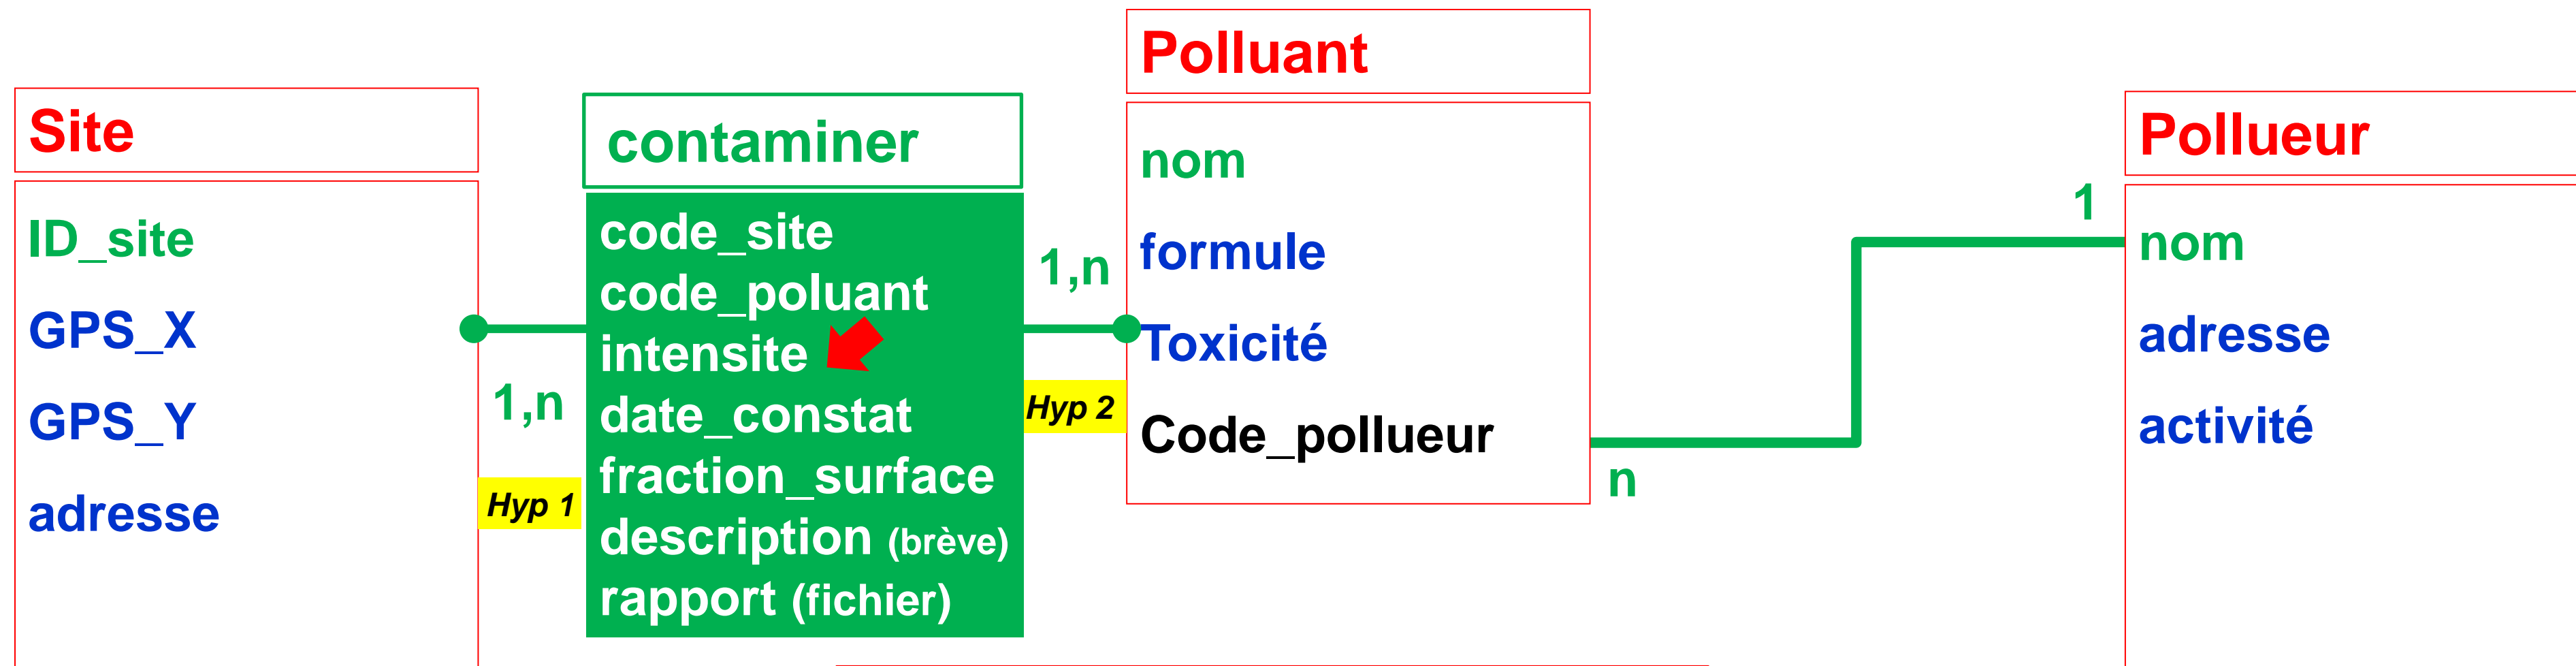 Site
ID_site
GPS_X
GPS_Y
adresse
1,n
Hyp 1
contaminer
code_site
code_poluant
intensite
date_constat
fraction_surface
description (brève)
rapport (fichier)
1,n
Hyp 2
Polluant
nom
formule
Toxicité
Code_pollueur
n
1
Pollueur
nom
adresse
activité